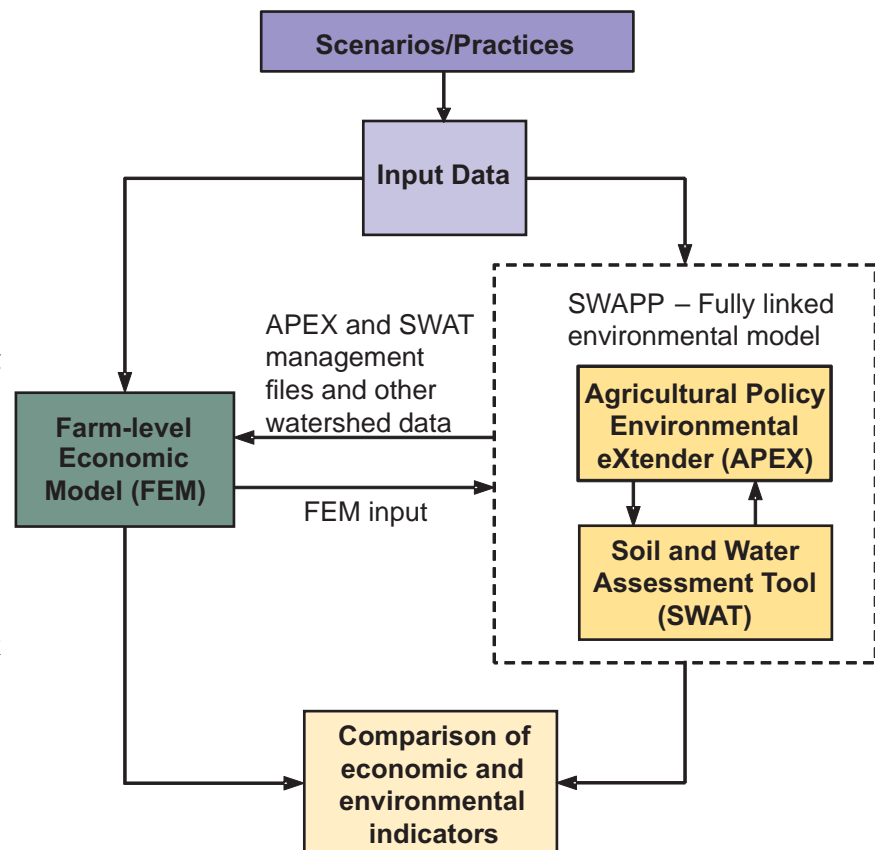 Scenarios/Practices
Input Data
SWAPP – Fully linked
environmental model
APEX and SWAT
management
files and other
watershed data
Agricultural Policy
Environmental
eXtender (APEX)
Farm-level
Economic
Model (FEM)
FEM input
Soil and Water
Assessment Tool
(SWAT)
Comparison of
economic and
environmental
indicators